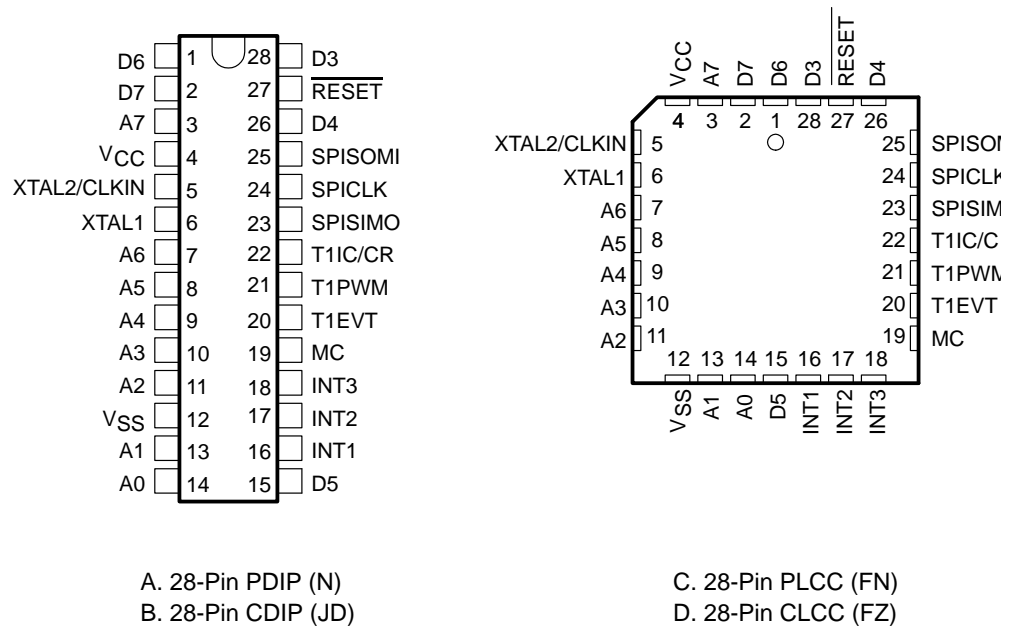 D6 1 28 D3
D7 2 27 RESET
A7 3 26 D4
VCC 4 25 SPISOMI
XTAL2/CLKIN 5 24 SPICLK
XTAL1 6 23 SPISIMO
A6 7 22 T1IC/CR
A5 8 21 T1PWM
A4 9 20 T1EVT
A3 10 19 MC
A2 11 18 INT3
VSS 12 17 INT2
A1 13 16 INT1
A0 14 15 D5
A. 28-Pin PDIP (N)
B. 28-Pin CDIP (JD)
VCC A7 D7 D6 D3 RESET D4
4 3 2 1 28 27 26
XTAL2/CLKIN 5 25 SPISOM
XTAL1 6 24 SPICLK
A6 7 23 SPISIM
A5 8 22 T1IC/C
A4 9 21 T1PWM
A3 10 20 T1EVT
A2 11 19 MC
12 13 14 15 16 17 18
VSS A1 A0 D5 INT1 INT2 INT3
C. 28-Pin PLCC (FN)
D. 28-Pin CLCC (FZ)